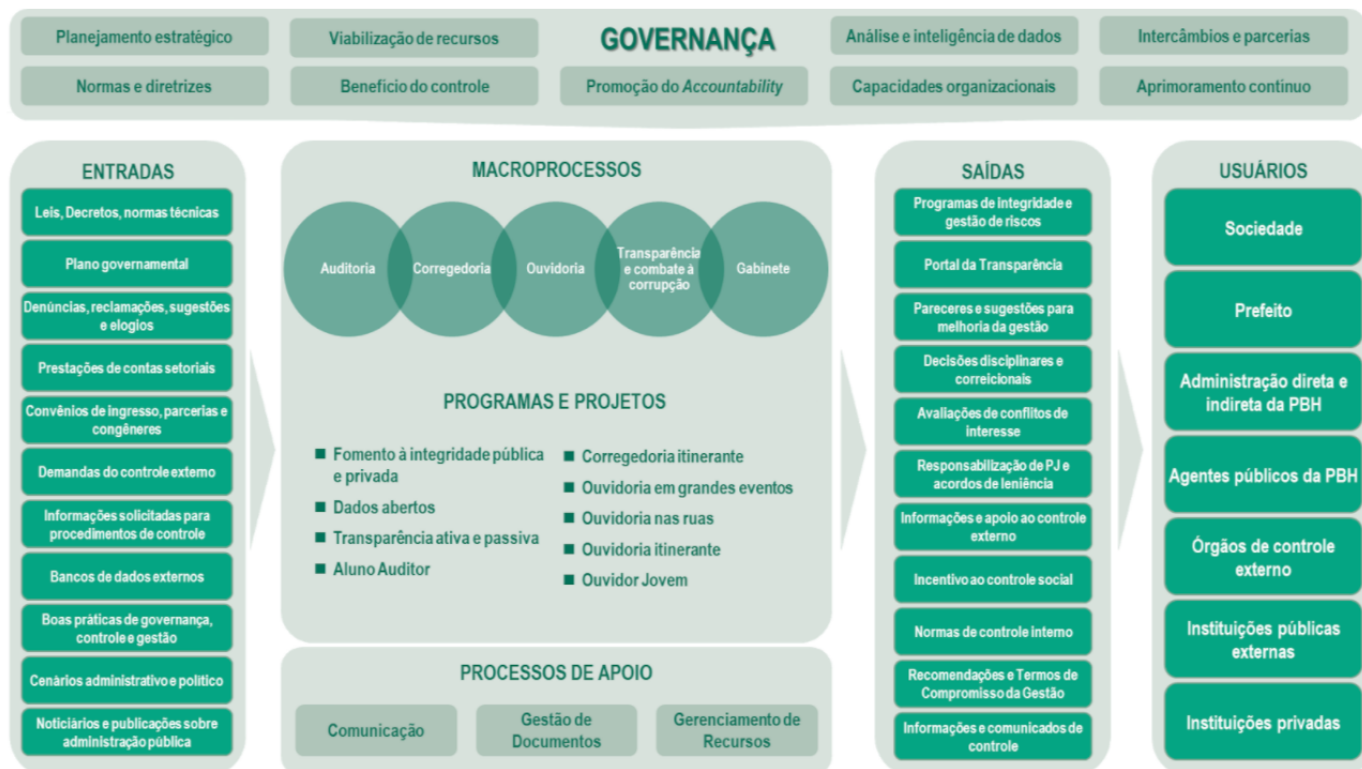 GOVERNANÇA
Planejamento estratégico
Viabilização de recursos
Análise e inteligência de dados
Intercâmbios e parcerias
Normas e diretrizes
Benefício do controle
Promoção do Accountability
Capacidades organizacionais
Aprimoramento contínuo
ENTRADAS
Leis, Decretos, normas técnicas
Plano governamental
Denúncias, reclamações, sugestões
e elogios
Prestações de contas setoriais
Convênios de ingresso, parcerias e
congêneres
Demandas do controle externo
Informações solicitadas para
procedimentos de controle
Bancos de dados externos
Boas práticas de governança,
controle e gestão
Cenários administrativo e político
Noticiários e publicações sobre
administração pública
MACROPROCESSOS
Auditoria
Corregedoria
Ouvidoria
Transparência
e combate à
corrupção
Gabinete
PROGRAMAS E PROJETOS
Fomento à integridade pública
e privada
Dados abertos
Transparência ativa e passiva
Aluno Auditor
Corregedoria itinerante
Ouvidoria em grandes eventos
Ouvidoria nas ruas
Ouvidoria itinerante
Ouvidor Jovem
PROCESSOS DE APOIO
Comunicação
Gestão de
Documentos
Gerenciamento de
Recursos
SAÍDAS
Programas de integridade e
gestão de riscos
Portal da Transparência
Pareceres e sugestões para
melhoria da gestão
Decisões disciplinares e
correicionais
Avaliações de conflitos de
interesse
Responsabilização de PJ e
acordos de leniência
Informações e apoio ao controle
externo
Incentivo ao controle social
Normas de controle interno
Recomendações e Termos de
Compromisso da Gestão
Informações e comunicados de
controle
USUÁRIOS
Sociedade
Prefeito
Administração direta e
indireta da PBH
Agentes públicos da PBH
Órgãos de controle
externo
Instituições públicas
externas
Instituições privadas